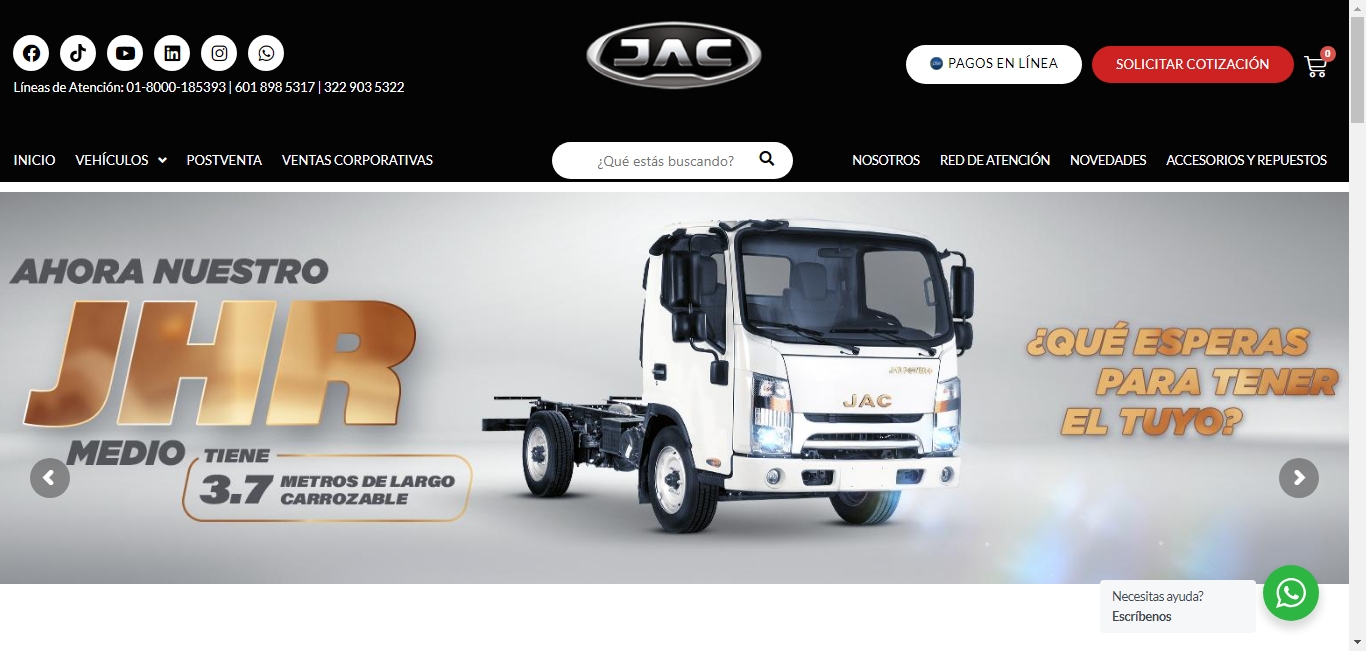 JAC
PAGOS EN LÍNEA
SOLICITAR COTIZACIÓN
0
Líneas de Atención: 01-8000-185393 | 601 898 5317 | 322 903 5322
INICIO
VEHÍCULOS
POSTVENTA
VENTAS CORPORATIVAS
¿Qué estás buscando?
NOSOTROS
RED DE ATENCIÓN
NOVEDADES
ACCESORIOS Y REPUESTOS
AHORA NUESTRO
JHR
MEDIO
TIENE
3.7 METROS DE LARGO
CARROZABLE
JAC
¿QUÉ ESPERAS
PARA TENER
EL TUYO?
Necesitas ayuda?
Escríbenos